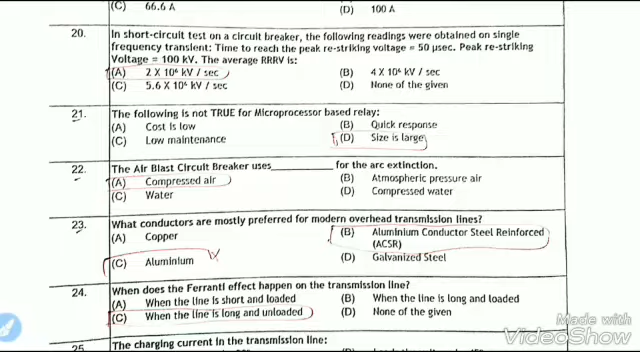 (C) 66.6 A (D) 100 A
20. In short-circuit test on a circuit breaker, the following readings were obtained on single
frequency transient: Time to reach the peak re-striking voltage = 50 µsec. Peak re-striking
Voltage = 100 kV. The average RRRV is:
(A) 2 X 10⁶ kV / sec (B) 4 X 10⁶ kV / sec
(C) 5.6 X 10⁶ kV / sec (D) None of the given
21. The following is not TRUE for Microprocessor based relay:
(A) Cost is low (B) Quick response
(C) Low maintenance (D) Size is large
22. The Air Blast Circuit Breaker uses____________for the arc extinction.
(A) Compressed air (B) Atmospheric pressure air
(C) Water (D) Compressed water
23. What conductors are mostly preferred for modern overhead transmission lines?
(A) Copper (B) Aluminium Conductor Steel Reinforced
(ACSR)
(C) Aluminium (D) Galvanized Steel
24. When does the Ferranti effect happen on the transmission line?
(A) When the line is short and loaded (B) When the line is long and loaded
(C) When the line is long and unloaded (D) None of the given
25. The charging current in the transmission line:
Made with
VideoShow